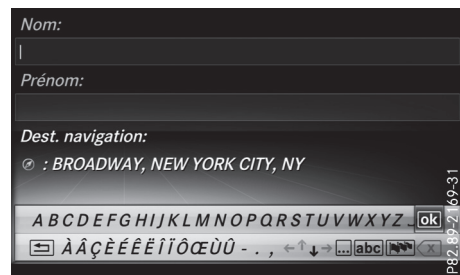 Nom:
Prénom:
Dest. navigation:
: BROADWAY, NEW YORK CITY, NY
A B C D E F G H I J K L M N O P Q R S T U V W X Y Z _ ok
À Â Ç È É Ê Ë Î Ï Ô Œ Ù Û - . , ←↑↓→ ... abc
P82.89-2169-31